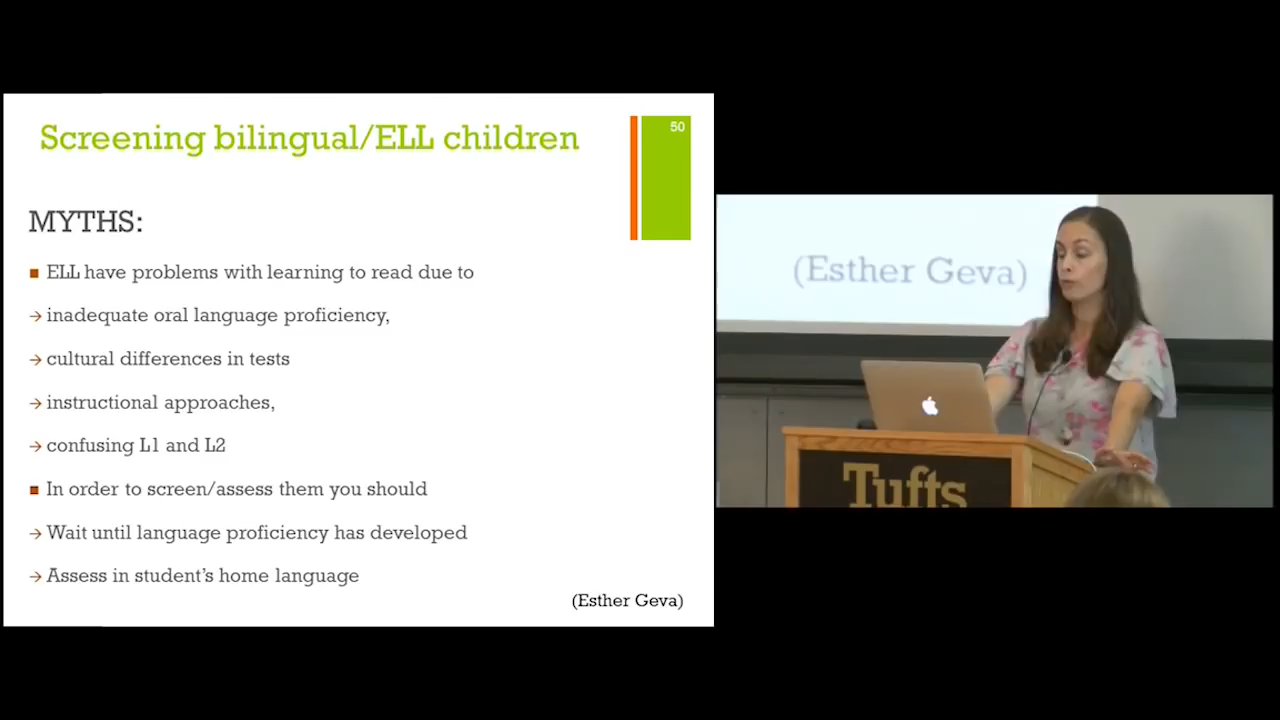 Screening bilingual/ELL children
50
MYTHS:
ELL have problems with learning to read due to
→ inadequate oral language proficiency,
→ cultural differences in tests
→ instructional approaches,
→ confusing L1 and L2
In order to screen/assess them you should
→ Wait until language proficiency has developed
→ Assess in student's home language
(Esther Geva)
(Esther Geva)
Tufts